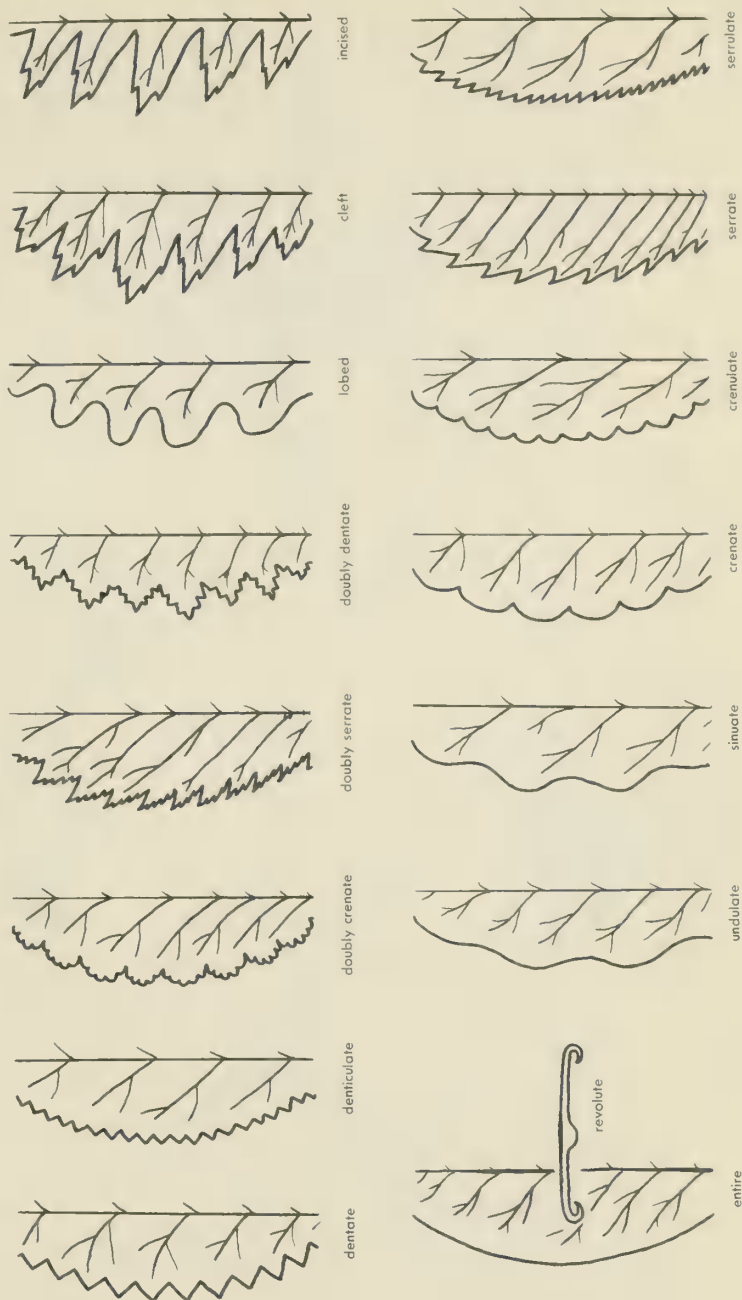 dentate
denticulate
doubly crenate
doubly serrate
doubly dentate
lobed
cleft
incised
entire
revolute
undulate
sinuate
crenate
crenulate
serrate
serrulate